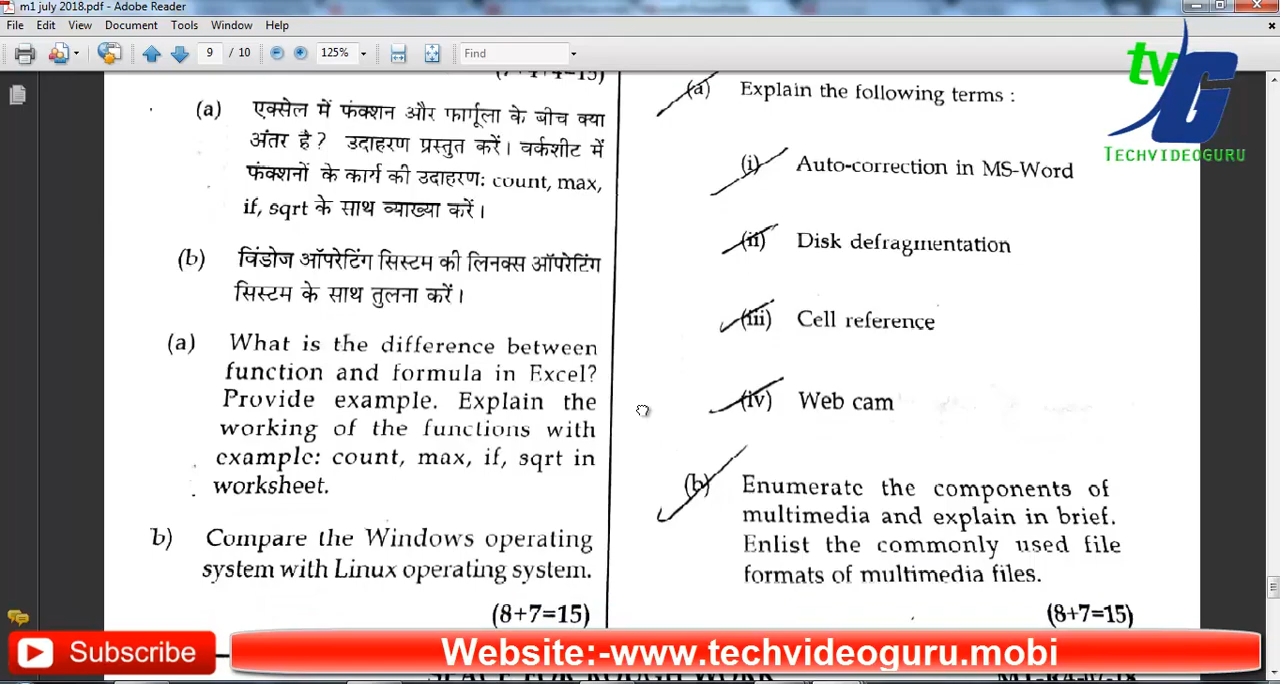 m1 july 2018.pdf - Adobe Reader
File Edit View Document Tools Window Help
9 / 10 125% Find
tvG
TECHVIDEOGURU
(a) एक्सेल में फंक्शन और फार्मूला के बीच क्या
अंतर है? उदाहरण प्रस्तुत करें। वर्कशीट में
फंक्शनों के कार्य की उदाहरण: count, max,
if, sqrt के साथ व्याख्या करें।
(b) विंडोज ऑपरेटिंग सिस्टम की लिनक्स ऑपरेटिंग
सिस्टम के साथ तुलना करें।
(a) What is the difference between
function and formula in Excel?
Provide example. Explain the
working of the functions with
example: count, max, if, sqrt in
worksheet.
b) Compare the Windows operating
system with Linux operating system.
(8+7=15)
(a) Explain the following terms :
(i) Auto-correction in MS-Word
(ii) Disk defragmentation
(iii) Cell reference
(iv) Web cam
(b) Enumerate the components of
multimedia and explain in brief.
Enlist the commonly used file
formats of multimedia files.
(8+7=15)
Subscribe
Website:-www.techvideoguru.mobi
SPACE FOR ROUGH WORK